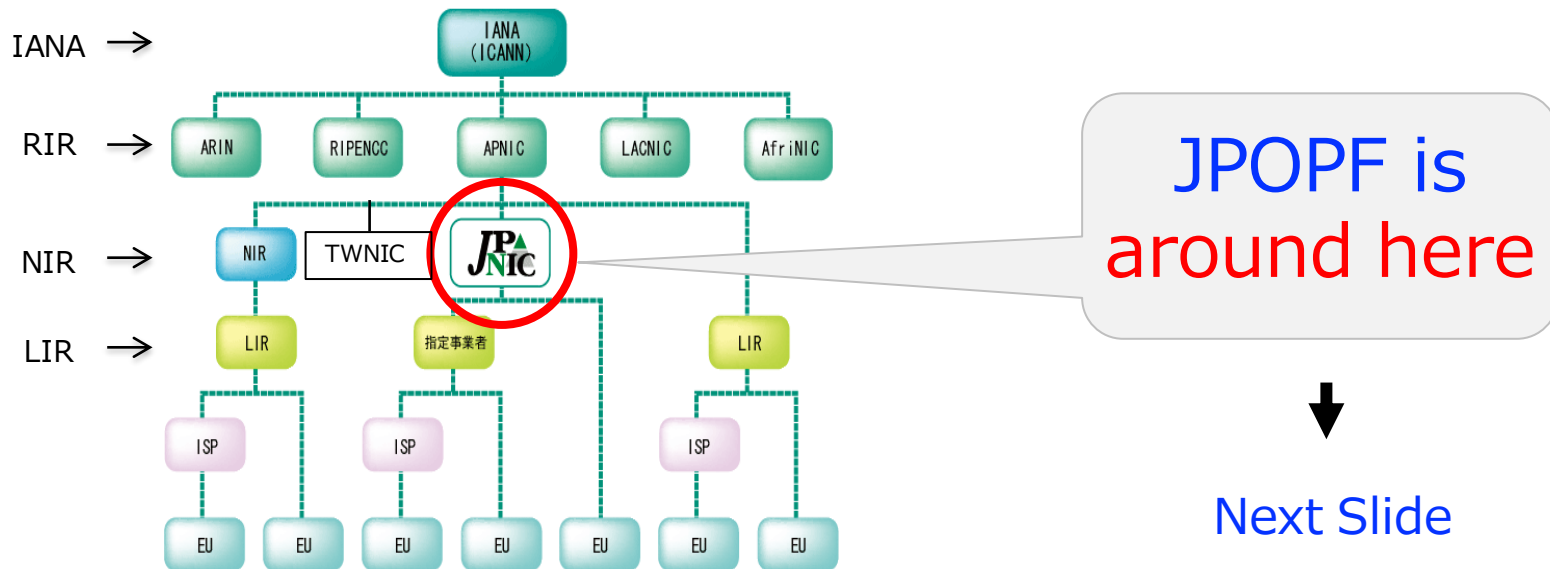 IANA
IANA
(ICANN)
RIR
ARIN
RIPENCC
APNIC
LACNIC
AfriNIC
JPOPF is
around here
NIR
NIR
TWNIC
JPNIC
LIR
LIR
指定事業者
LIR
ISP
ISP
ISP
Next Slide
EU
EU
EU
EU
EU
EU
EU